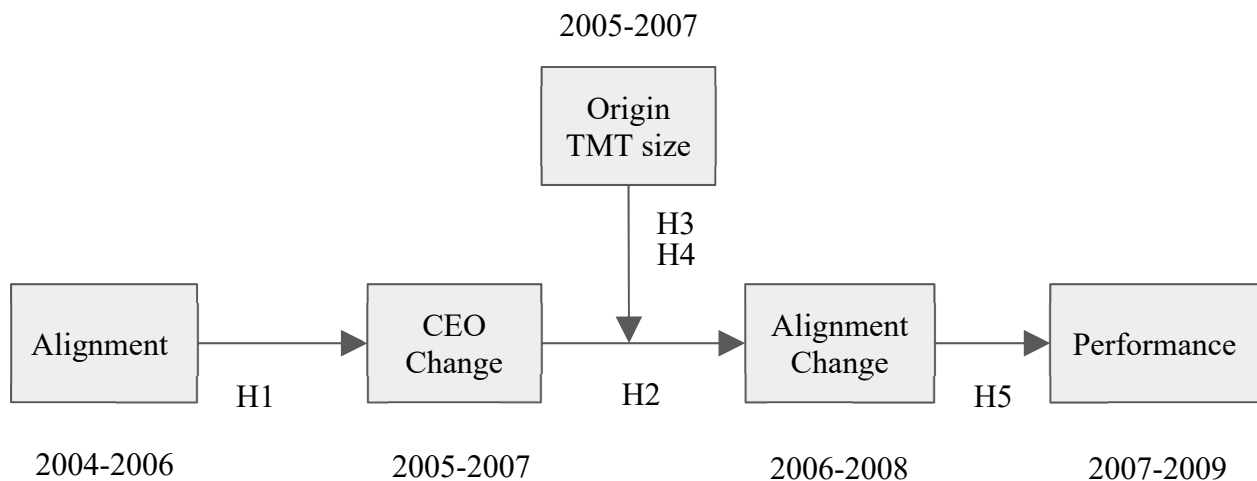 2005-2007
Origin
TMT size
H3
H4
Alignment
CEO
Change
Alignment
Change
Performance
H1
H2
H5
2004-2006
2005-2007
2006-2008
2007-2009